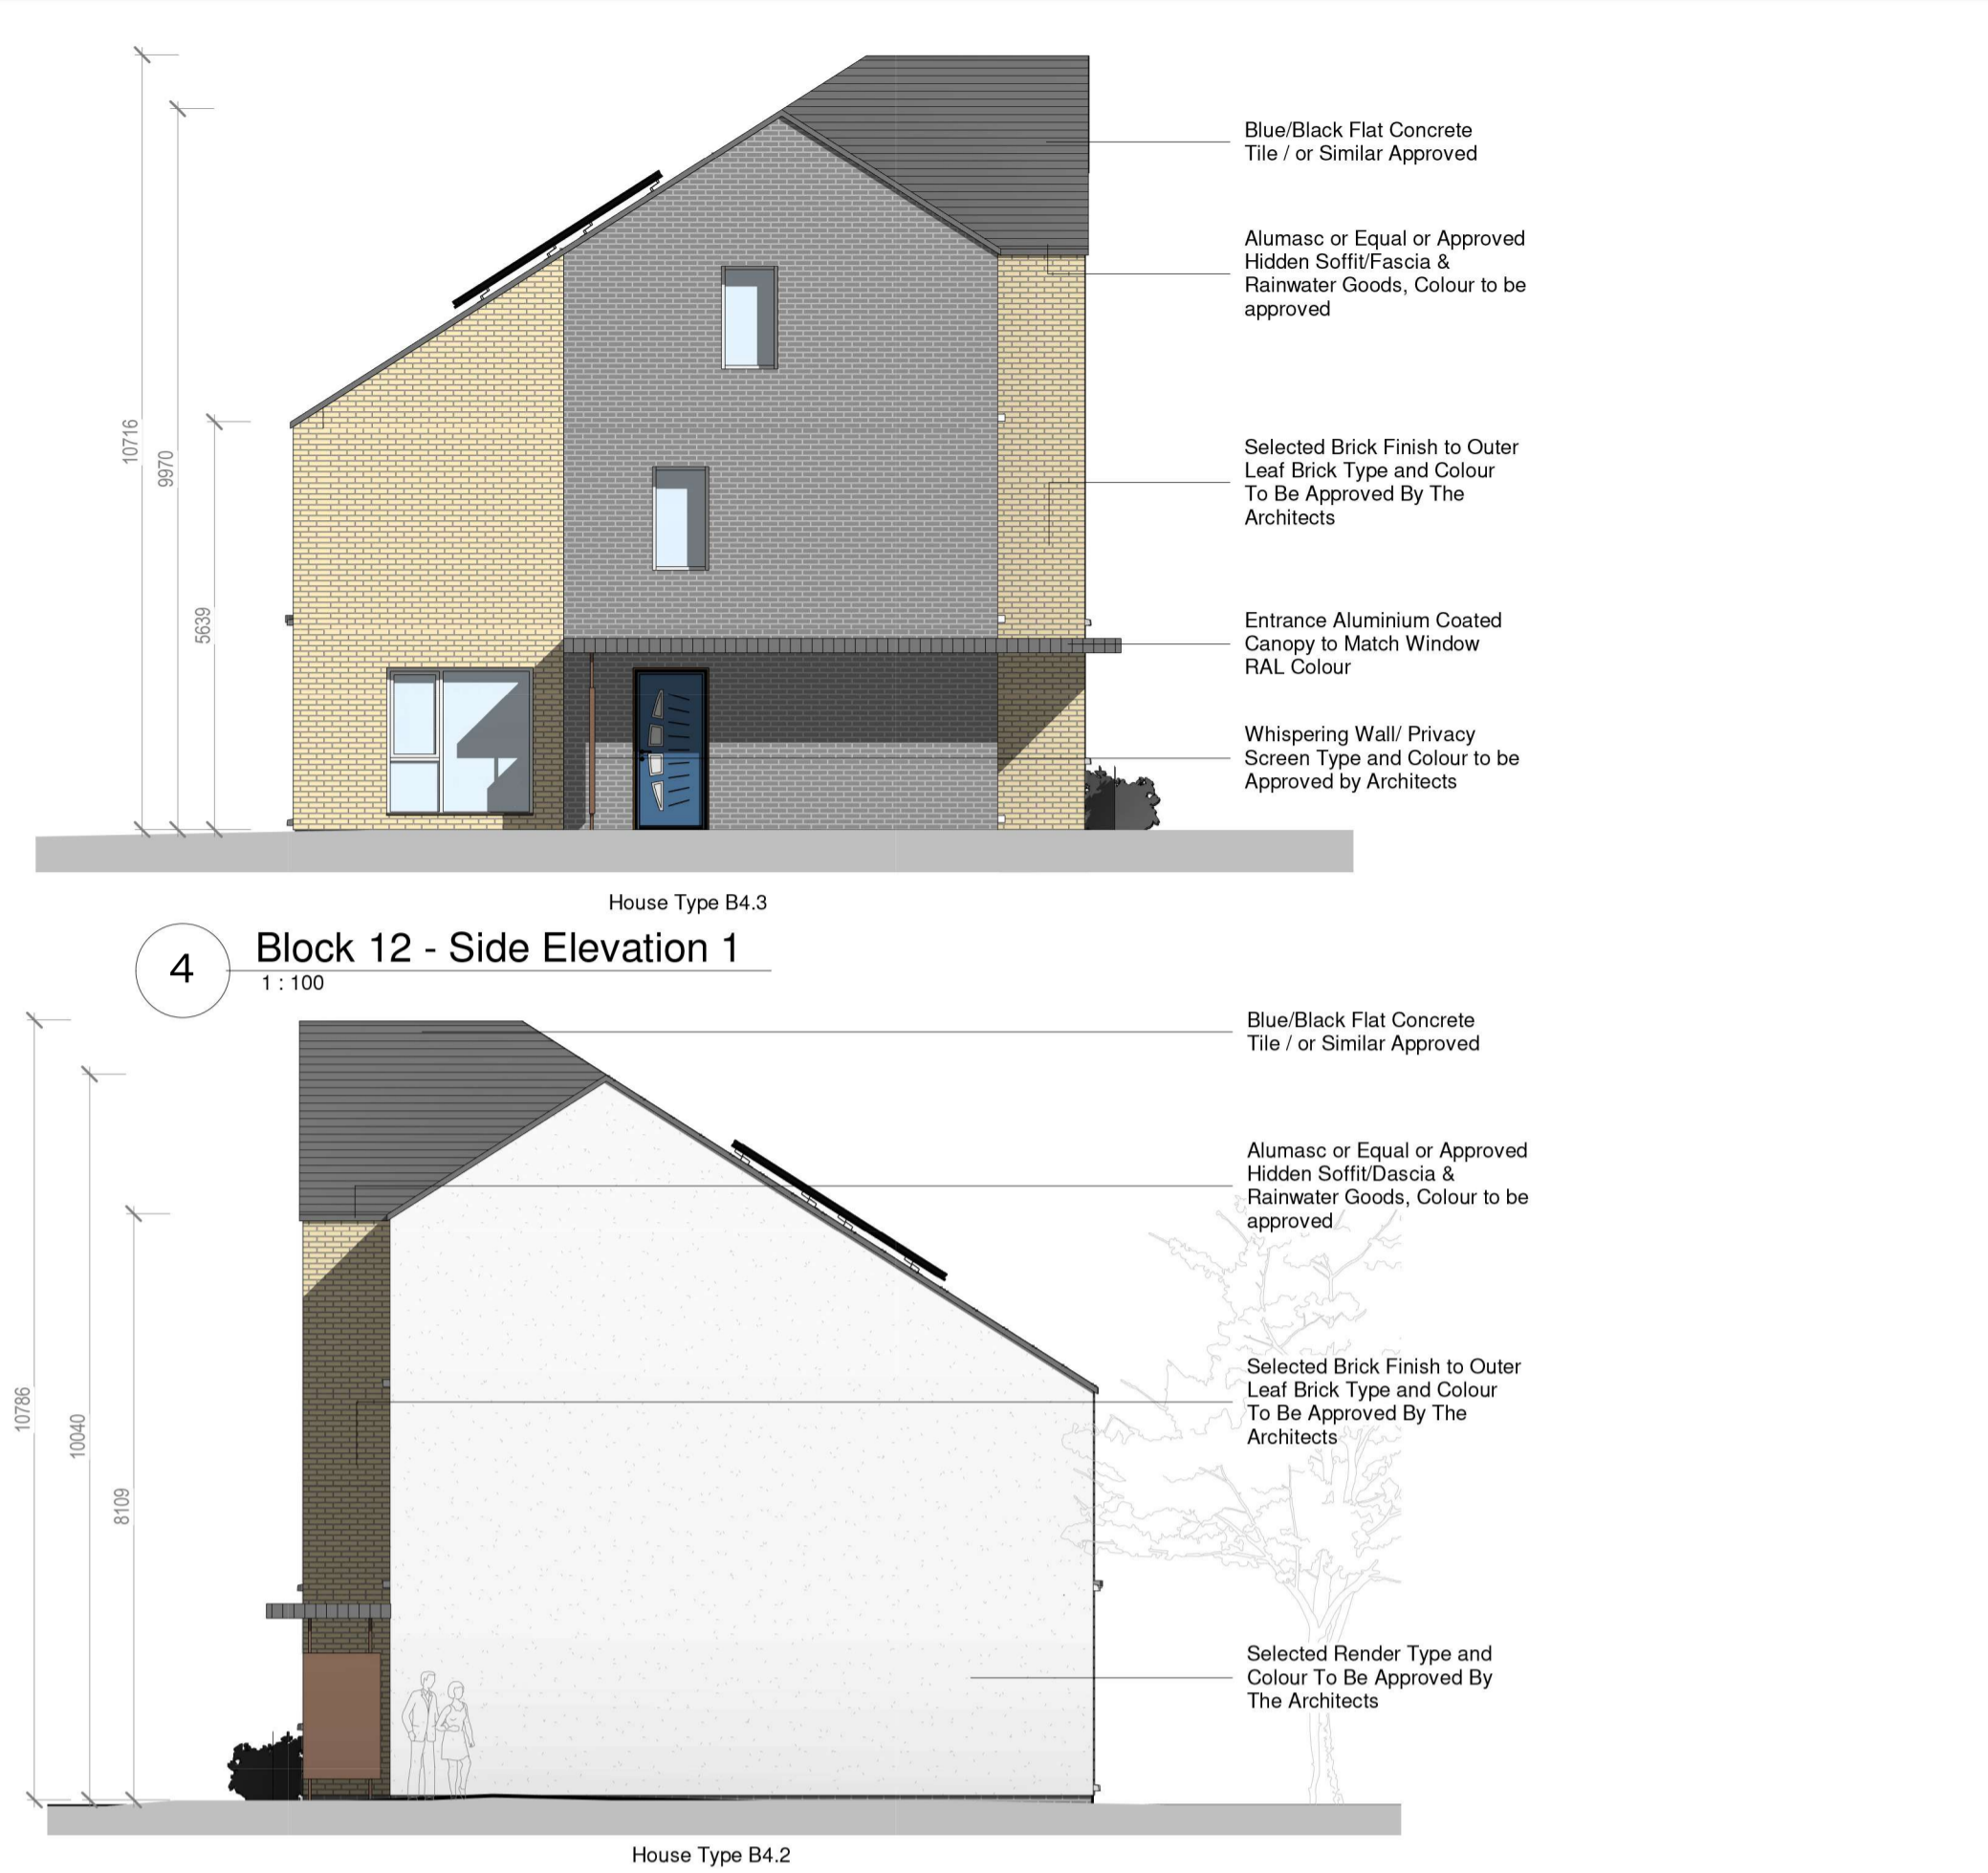 Blue/Black Flat Concrete
Tile / or Similar Approved
Alumasc or Equal or Approved
Hidden Soffit/Fascia &
Rainwater Goods, Colour to be
approved
10716
9970
5639
Selected Brick Finish to Outer
Leaf Brick Type and Colour
To Be Approved By The
Architects
Entrance Aluminium Coated
Canopy to Match Window
RAL Colour
Whispering Wall/ Privacy
Screen Type and Colour to be
Approved by Architects
House Type B4.3
4
Block 12 - Side Elevation 1
1 : 100
Blue/Black Flat Concrete
Tile / or Similar Approved
Alumasc or Equal or Approved
Hidden Soffit/Dascia &
Rainwater Goods, Colour to be
approved
10786
10040
8109
Selected Brick Finish to Outer
Leaf Brick Type and Colour
To Be Approved By The
Architects
Selected Render Type and
Colour To Be Approved By
The Architects
House Type B4.2